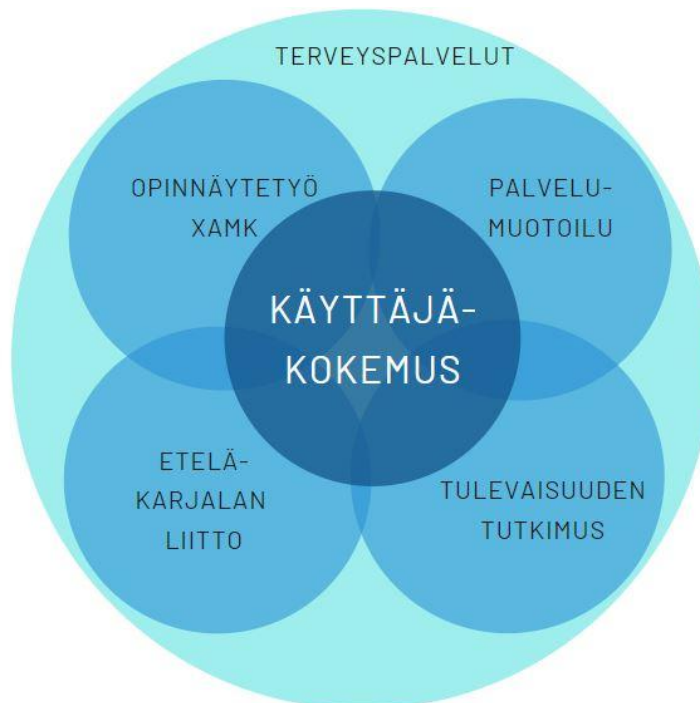 TERVEYSPALVELUT
OPINNÄYTETYÖ
XAMK
PALVELU-
MUOTOILU
KÄYTTÄJÄ-
KOKEMUS
ETELÄ-
KARJALAN
LIITTO
TULEVAISUUDEN
TUTKIMUS